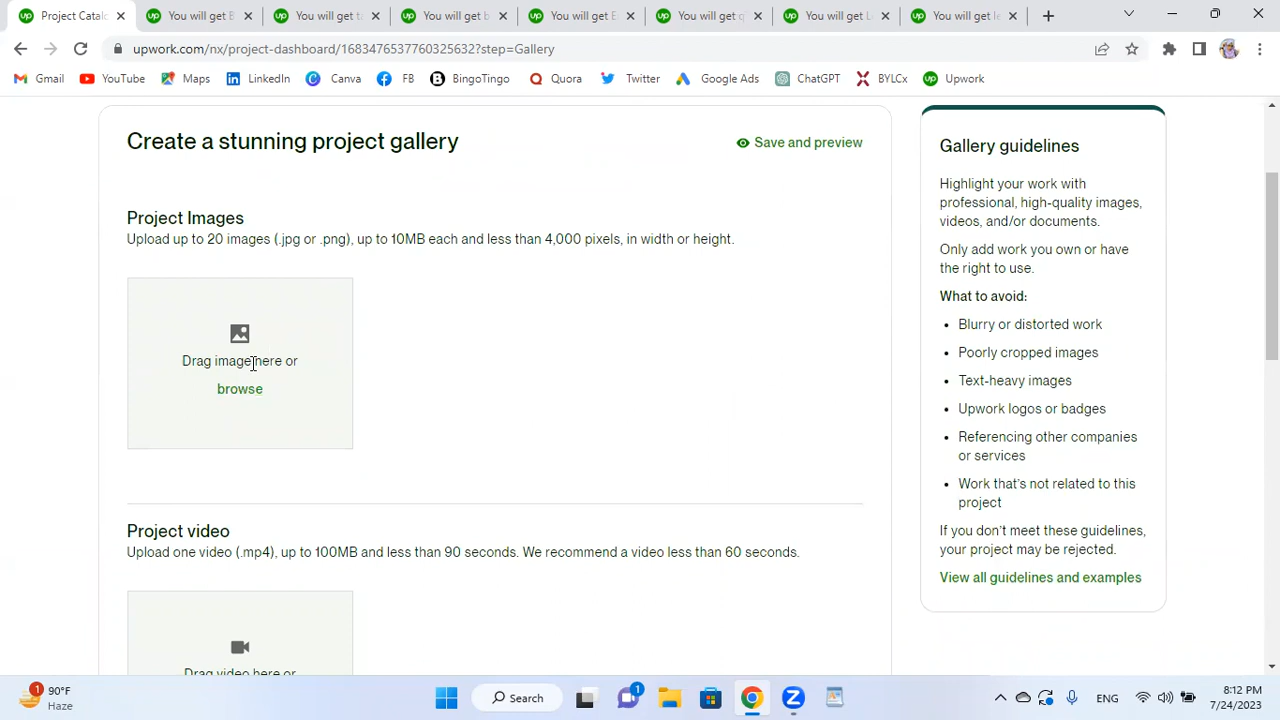 Project Catal
You will get B
You will get t
You will get b
You will get E
You will get q
You will get L
You will get le
upwork.com/nx/project-dashboard/1683476537760325632?step=Gallery
Gmail
YouTube
Maps
LinkedIn
Canva
FB
BingoTingo
Quora
Twitter
Google Ads
ChatGPT
BYLCx
Upwork
Create a stunning project gallery
Save and preview
Project Images
Upload up to 20 images (.jpg or .png), up to 10MB each and less than 4,000 pixels, in width or height.
Drag image here or
browse
Project video
Upload one video (.mp4), up to 100MB and less than 90 seconds. We recommend a video less than 60 seconds.
Drag video here or
Gallery guidelines
Highlight your work with
professional, high-quality images,
videos, and/or documents.
Only add work you own or have
the right to use.
What to avoid:
• Blurry or distorted work
• Poorly cropped images
• Text-heavy images
• Upwork logos or badges
• Referencing other companies
or services
• Work that's not related to this
project
If you don't meet these guidelines,
your project may be rejected.
View all guidelines and examples
1
90°F
Haze
Search
1
ENG
8:12 PM
7/24/2023